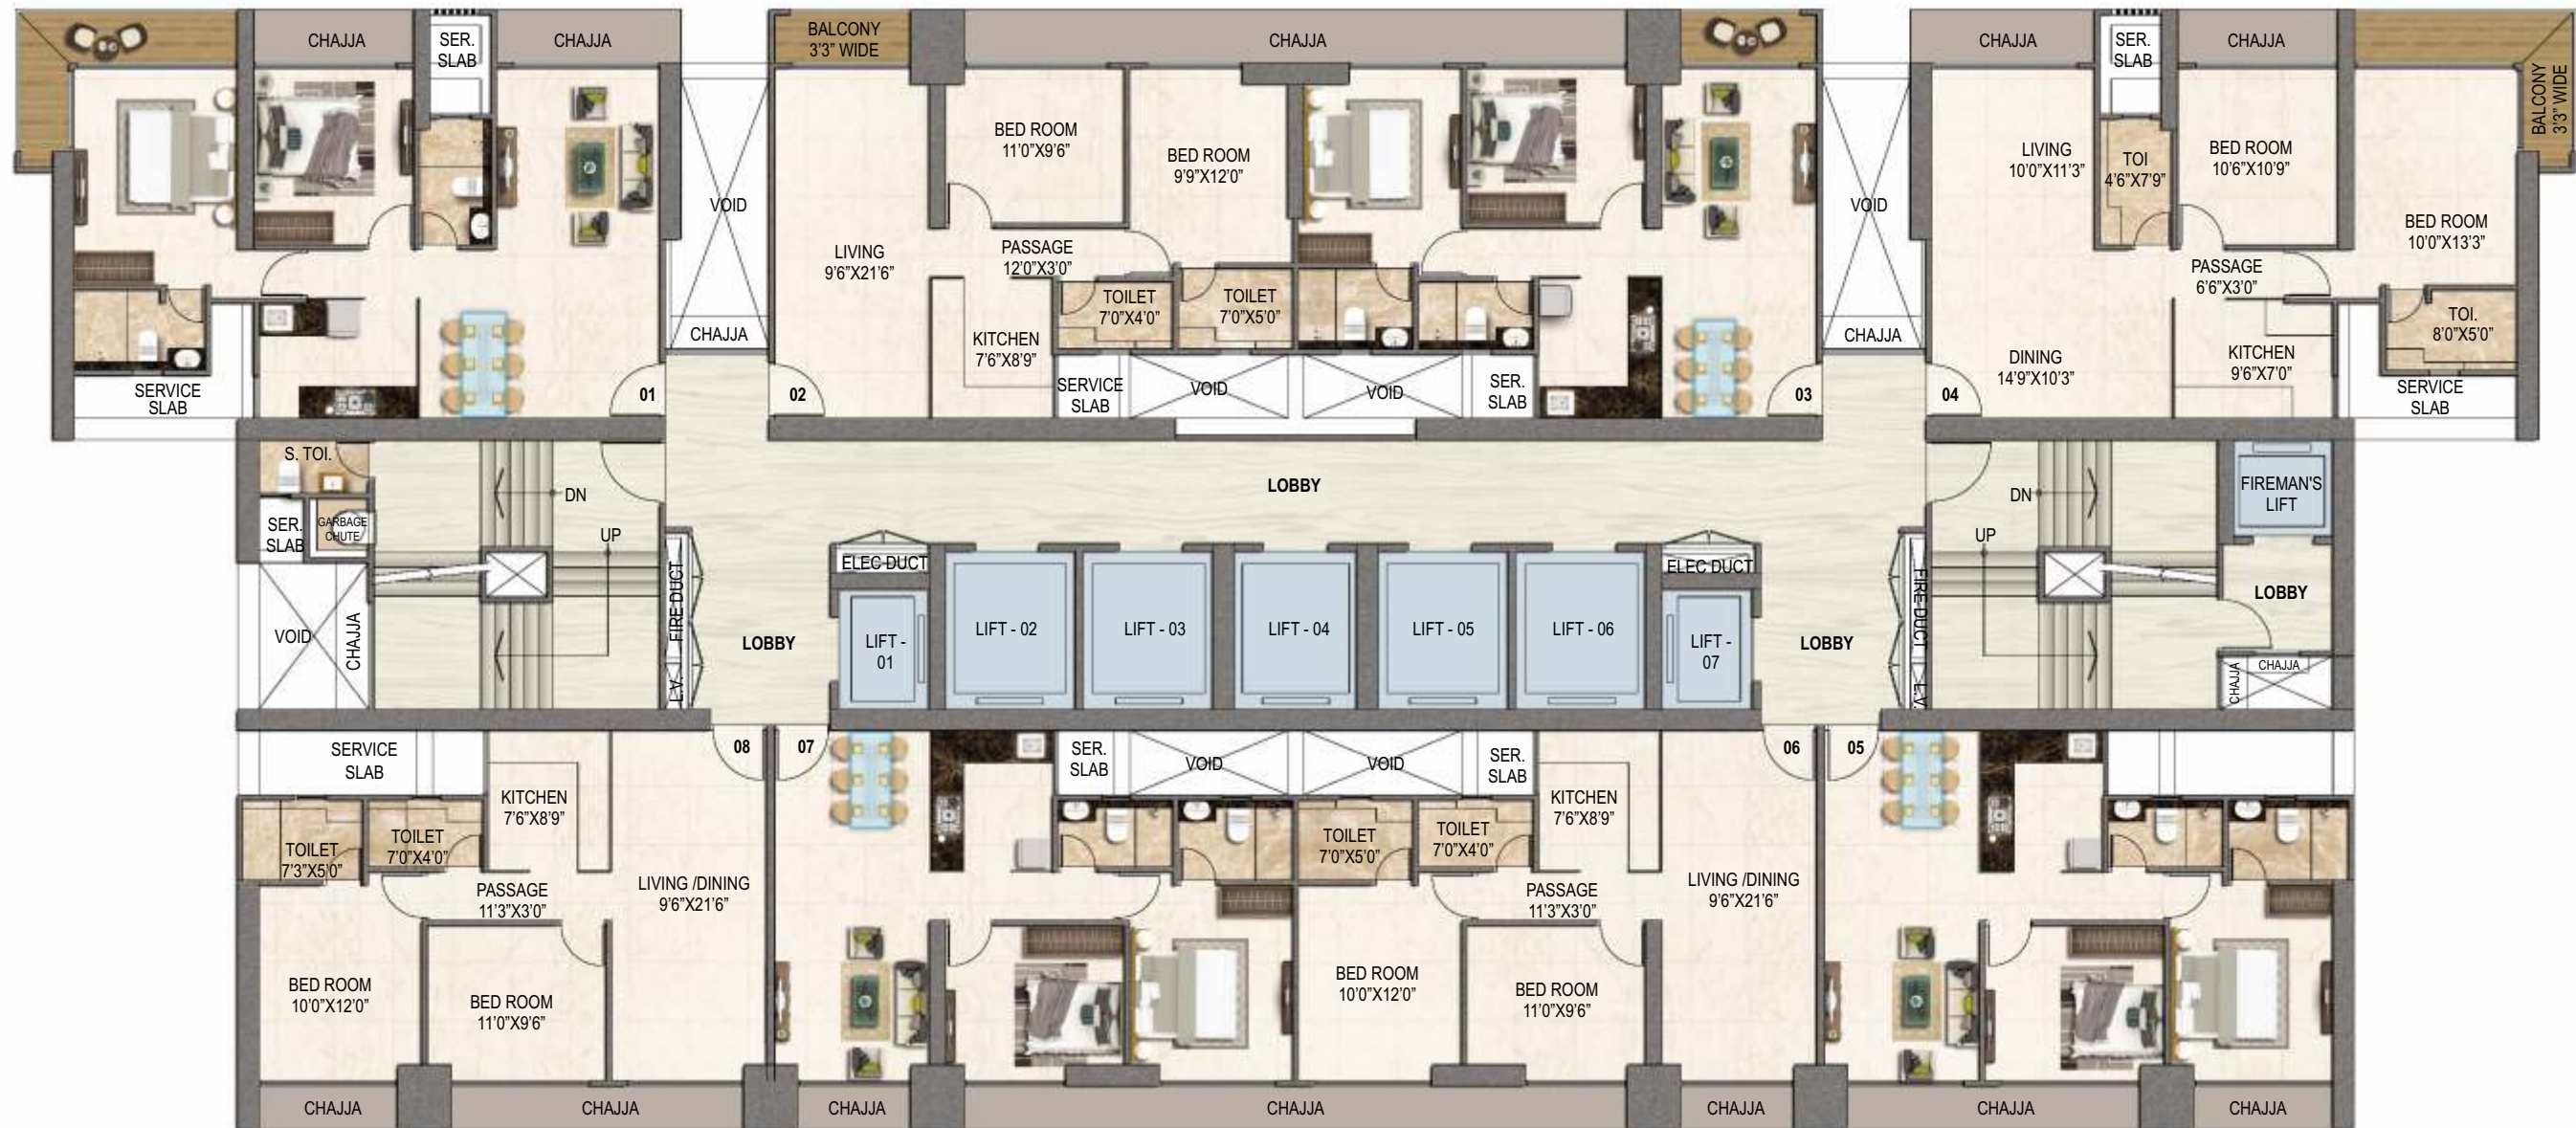 CHAJJA
SER.
SLAB
CHAJJA
BALCONY
3'3" WIDE
CHAJJA
CHAJJA
SER.
SLAB
CHAJJA
BALCONY
3'3" WIDE
VOID
CHAJJA
LIVING
9'6"X21'6"
BED ROOM
11'0"X9'6"
BED ROOM
9'9"X12'0"
PASSAGE
12'0"X3'0"
TOILET
7'0"X4'0"
TOILET
7'0"X5'0"
KITCHEN
7'6"X8'9"
VOID
CHAJJA
LIVING
10'0"X11'3"
TOI
4'6"X7'9"
BED ROOM
10'6"X10'9"
BED ROOM
10'0"X13'3"
PASSAGE
6'6"X3'0"
TOI.
8'0"X5'0"
DINING
14'9"X10'3"
KITCHEN
9'6"X7'0"
SERVICE
SLAB
SERVICE
SLAB
VOID
VOID
SER.
SLAB
SERVICE
SLAB
01
02
03
04
S. TOI.
SER.
SLAB
GARBAGE
CHUTE
DN
UP
VOID
CHAJJA
LOBBY
DN
UP
FIREMAN'S
LIFT
LOBBY
CHAJJA
CHAJJA
FIRE DUCT
L.V.
LOBBY
ELEC DUCT
LIFT -
01
LIFT - 02
LIFT - 03
LIFT - 04
LIFT - 05
LIFT - 06
ELEC DUCT
LIFT -
07
LOBBY
FIRE DUCT
L.V.
SERVICE
SLAB
08
07
SER.
SLAB
VOID
VOID
SER.
SLAB
06
05
KITCHEN
7'6"X8'9"
TOILET
7'3"X5'0"
TOILET
7'0"X4'0"
PASSAGE
11'3"X3'0"
LIVING /DINING
9'6"X21'6"
BED ROOM
10'0"X12'0"
BED ROOM
11'0"X9'6"
KITCHEN
7'6"X8'9"
TOILET
7'0"X5'0"
TOILET
7'0"X4'0"
PASSAGE
11'3"X3'0"
LIVING /DINING
9'6"X21'6"
BED ROOM
10'0"X12'0"
BED ROOM
11'0"X9'6"
CHAJJA
CHAJJA
CHAJJA
CHAJJA
CHAJJA
CHAJJA
CHAJJA